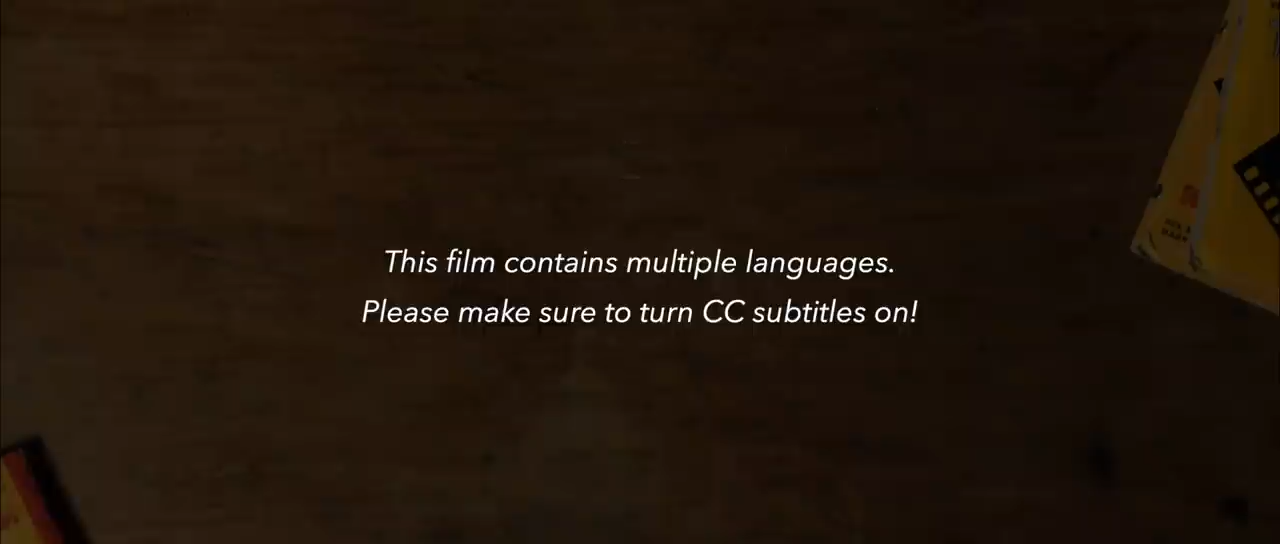 This film contains multiple languages.
Please make sure to turn CC subtitles on!